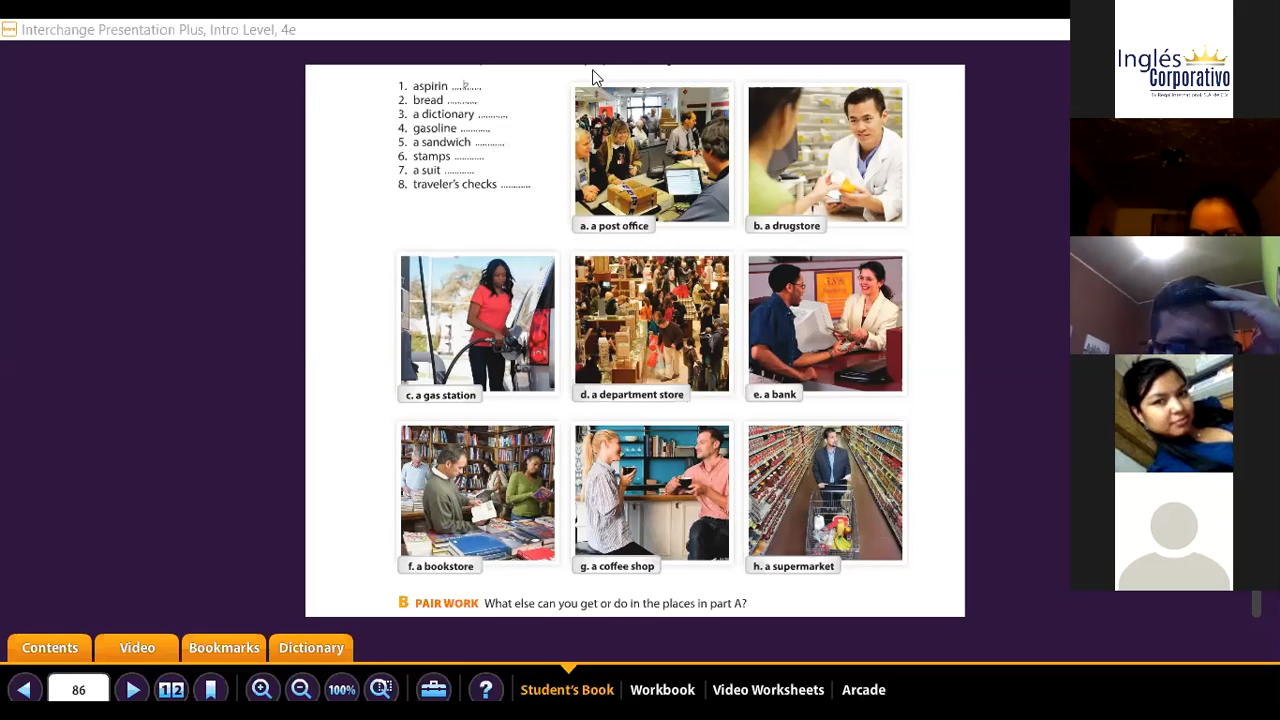 Interchange Presentation Plus, Intro Level, 4e
Inglés
Corporativo
1. aspirin ...b.......
2. bread ...........
3. a dictionary ...........
4. gasoline ...........
5. a sandwich ...........
6. stamps ...........
7. a suit ...........
8. traveler's checks ...........
a. a post office
b. a drugstore
c. a gas station
d. a department store
e. a bank
f. a bookstore
g. a coffee shop
h. a supermarket
B PAIR WORK What else can you get or do in the places in part A?
Contents Video Bookmarks Dictionary
86 12 100% ? Student's Book Workbook Video Worksheets Arcade